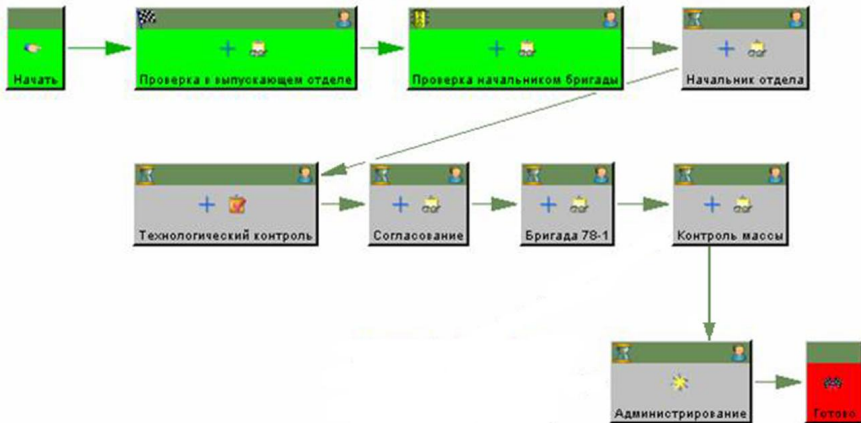 Начать
Проверка в выпускающем отделе
Проверка начальником бригады
Начальник отдела
Технологический контроль
Согласование
Бригада 78-1
Контроль массы
Администрирование
Готово